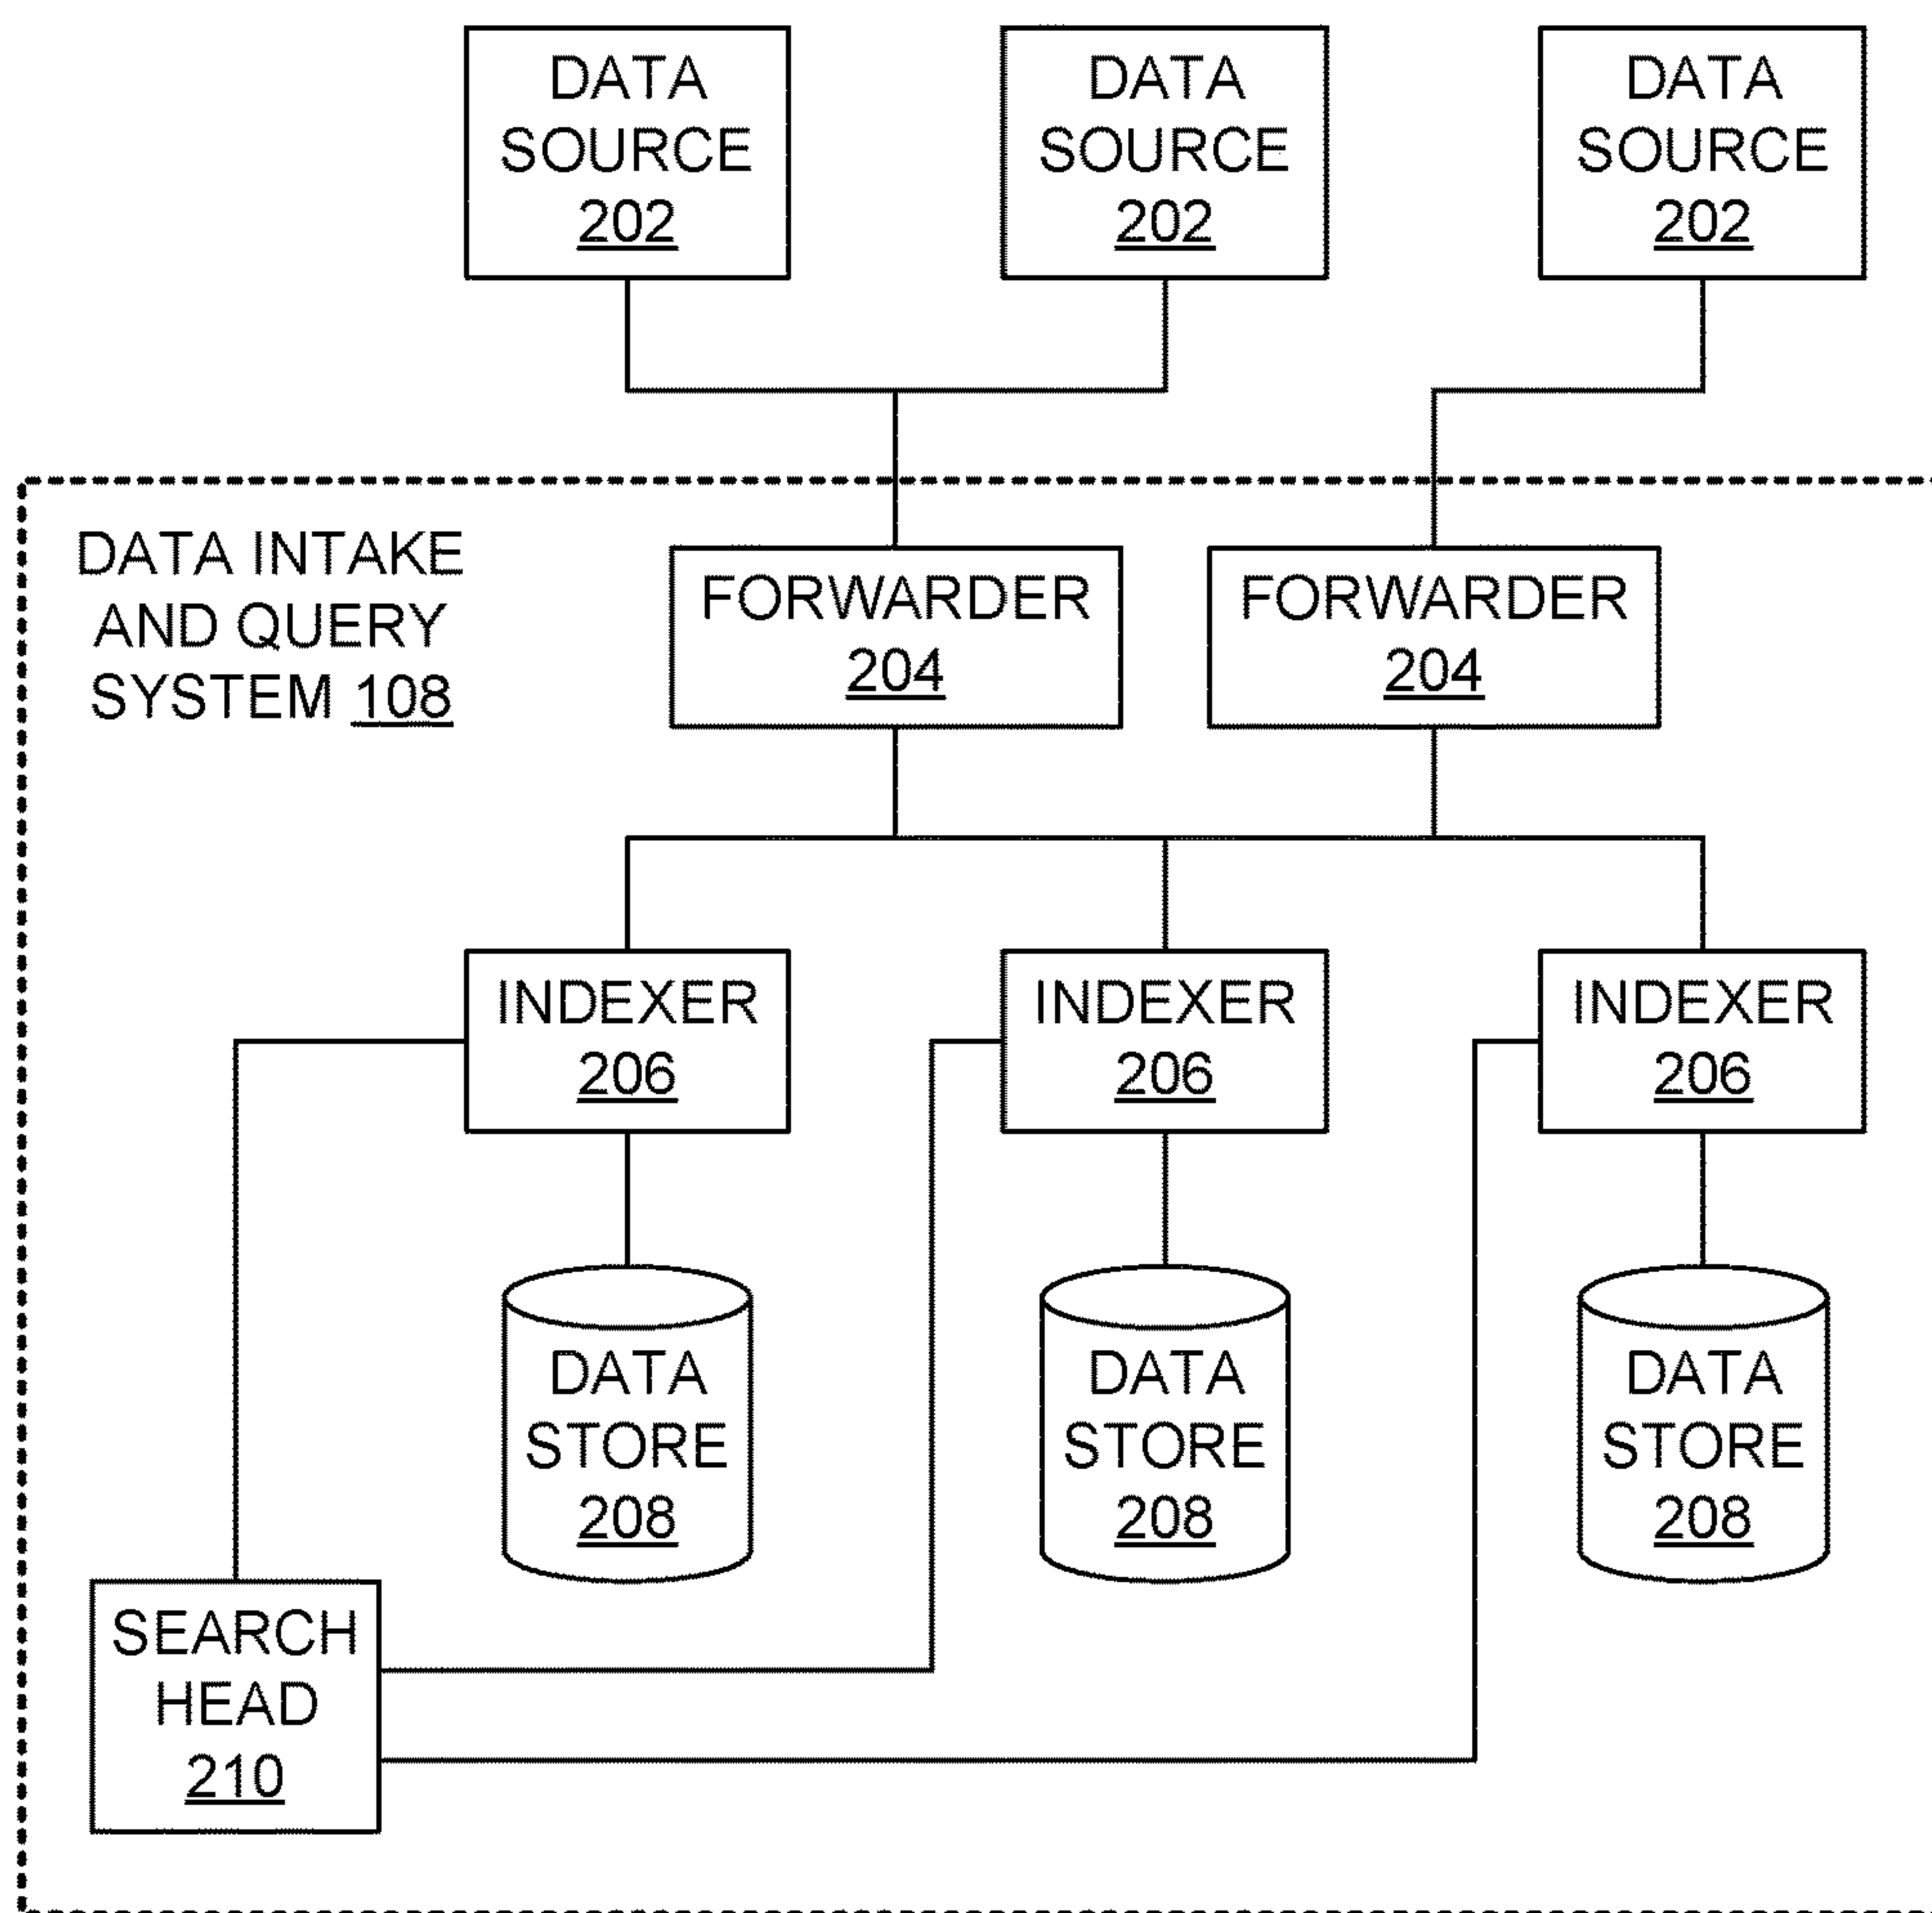 DATA
SOURCE
202
DATA
SOURCE
202
DATA
SOURCE
202
DATA INTAKE
AND QUERY
SYSTEM 108
FORWARDER
204
FORWARDER
204
INDEXER
206
INDEXER
206
INDEXER
206
DATA
STORE
208
DATA
STORE
208
DATA
STORE
208
SEARCH
HEAD
210